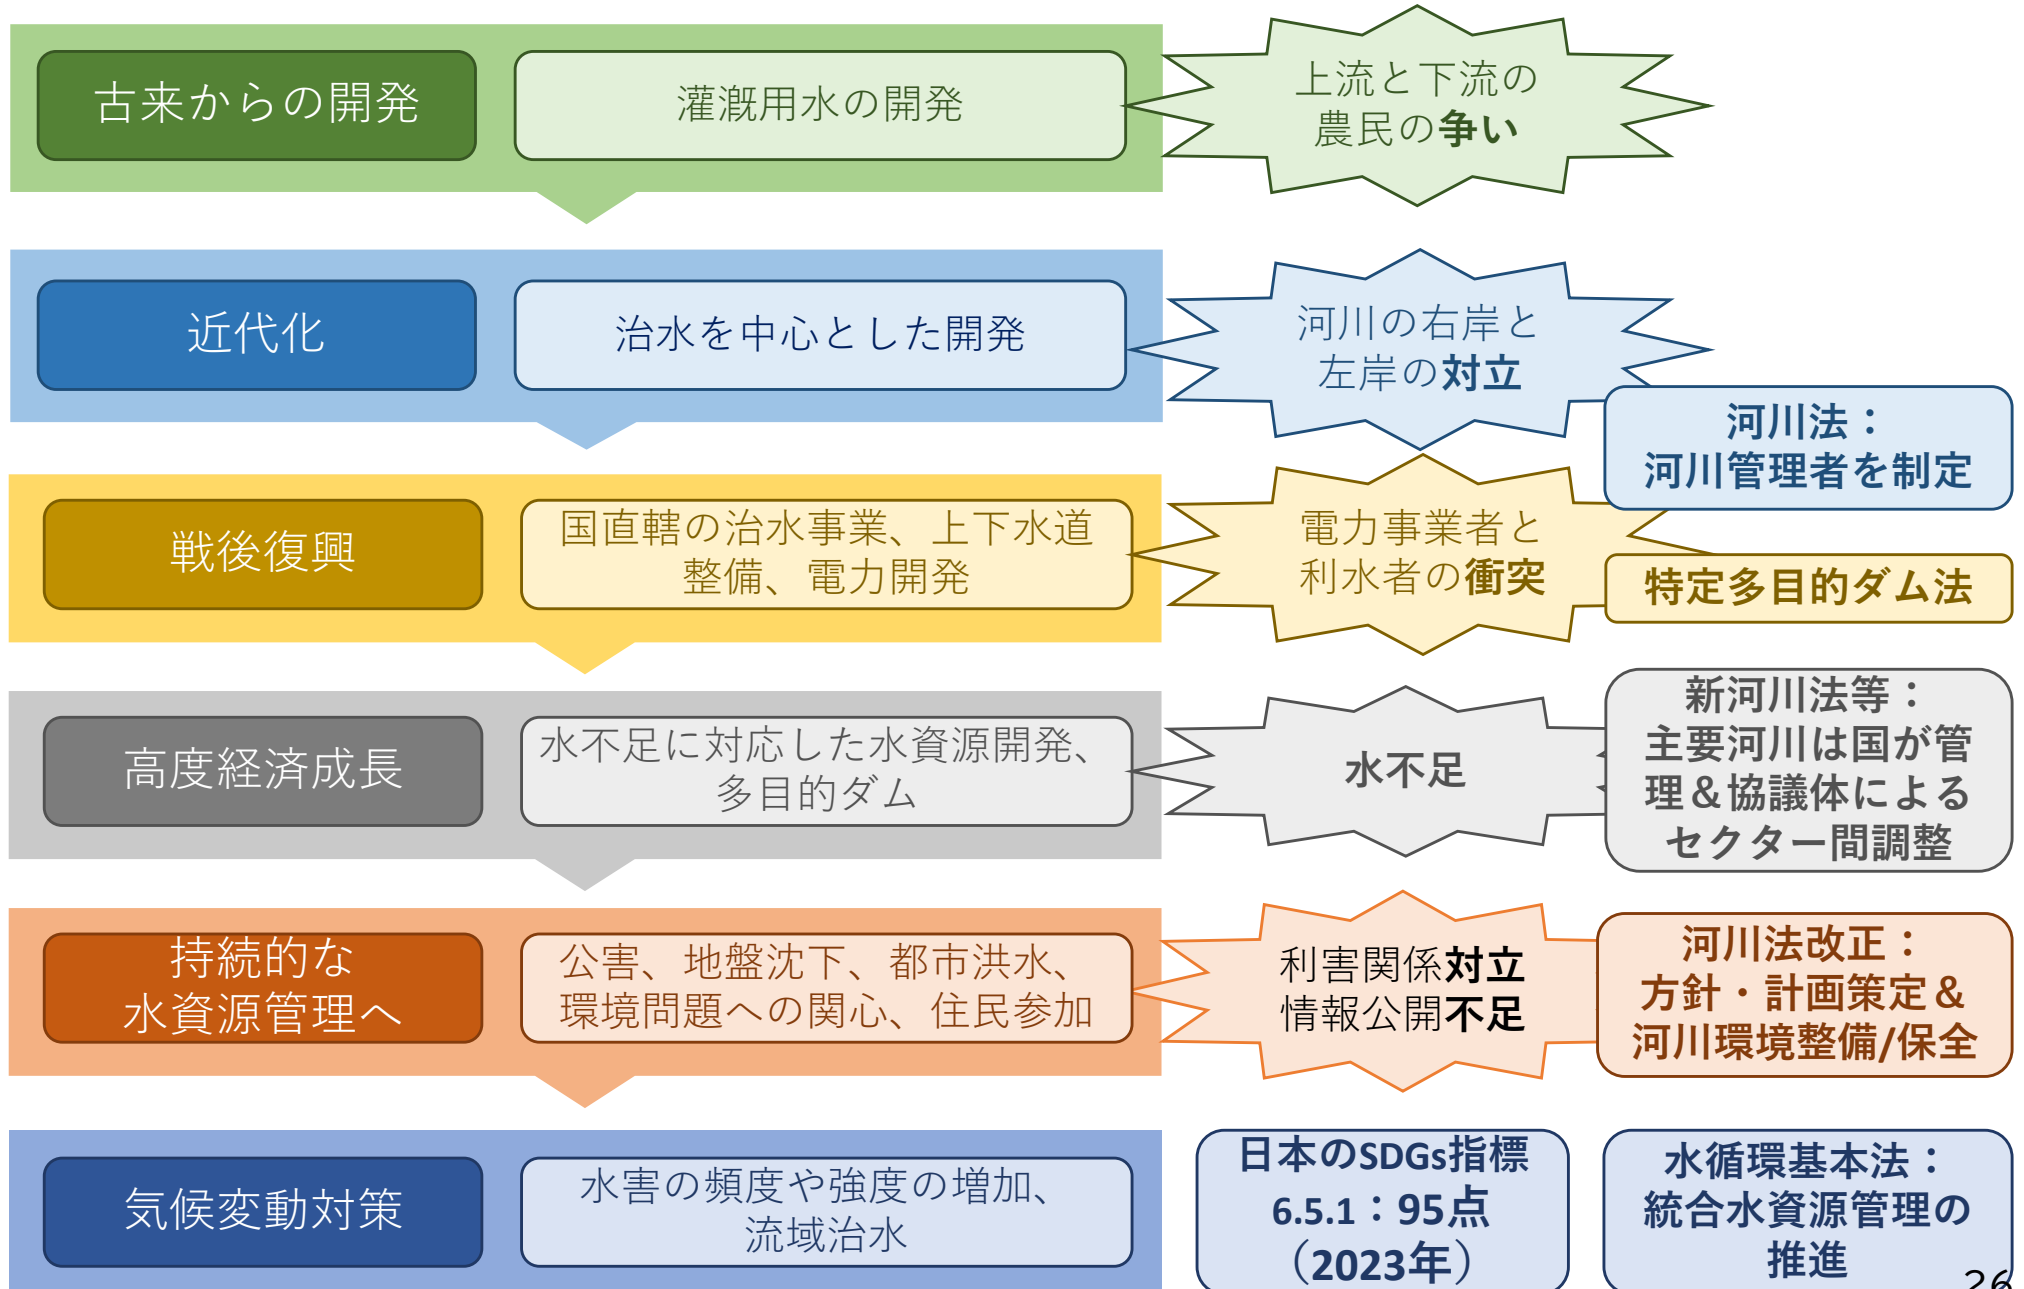 古来からの開発
灌漑用水の開発
上流と下流の
農民の争い
近代化
治水を中心とした開発
河川の右岸と
左岸の対立
河川法：
河川管理者を制定
戦後復興
国直轄の治水事業、上下水道
整備、電力開発
電力事業者と
利水者の衝突
特定多目的ダム法
高度経済成長
水不足に対応した水資源開発、
多目的ダム
水不足
新河川法等：
主要河川は国が管
理＆協議体による
セクター間調整
持続的な
水資源管理へ
公害、地盤沈下、都市洪水、
環境問題への関心、住民参加
利害関係対立
情報公開不足
河川法改正：
方針・計画策定＆
河川環境整備/保全
気候変動対策
水害の頻度や強度の増加、
流域治水
日本のSDGs指標
6.5.1：95点
（2023年）
水循環基本法：
統合水資源管理の
推進
26